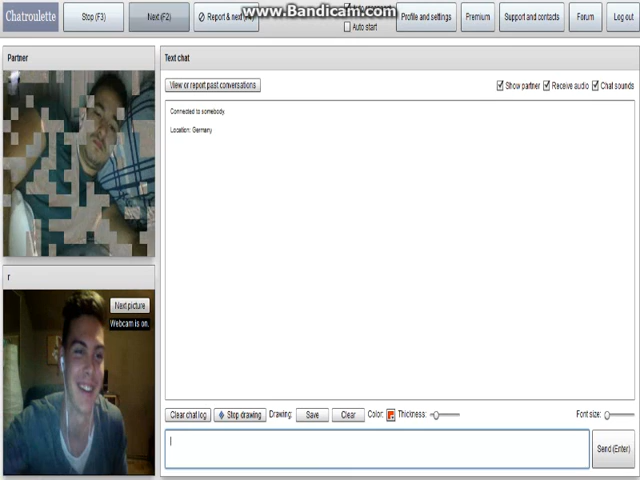 www.Bandicam.com
Chatroulette
Stop (F3)
Next (F2)
Report & next
Auto start
Profile and settings
Premium
Support and contacts
Forum
Log out
Partner
Text chat
View or report past conversations
Show partner
Receive audio
Chat sounds
Connected to somebody.
Location: Germany
r
Next picture
Webcam is on.
Clear chat log
Stop drawing
Drawing:
Save
Clear
Color:
Thickness:
Font size:
Send (Enter)